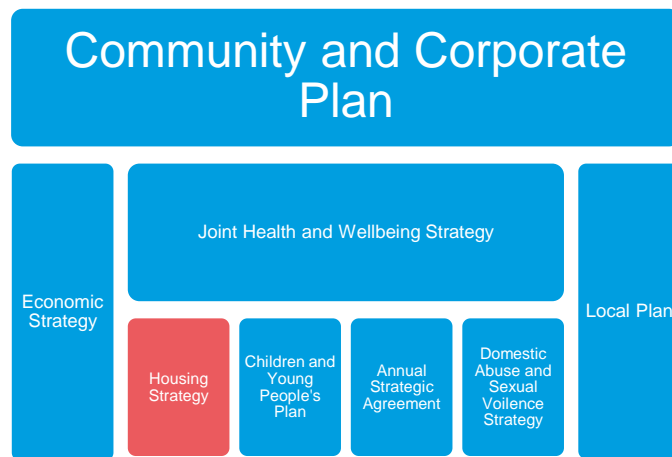 Community and Corporate
Plan
Joint Health and Wellbeing Strategy
Economic
Strategy
Local Plan
Housing
Strategy
Children and
Young
People's
Plan
Annual
Strategic
Agreement
Domestic
Abuse and
Sexual
Voilence
Strategy